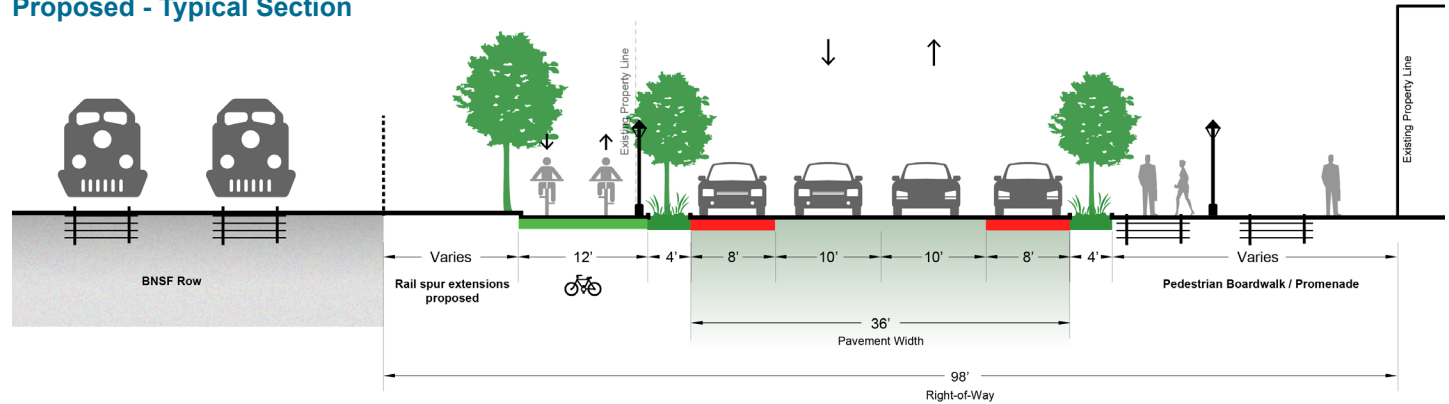 Proposed - Typical Section
Existing Property Line
Existing Property Line
Varies
12’
4’
8’
10’
10’
8’
4’
Varies
BNSF Row
Rail spur extensions
proposed
Pedestrian Boardwalk / Promenade
36’
Pavement Width
98’
Right-of-Way